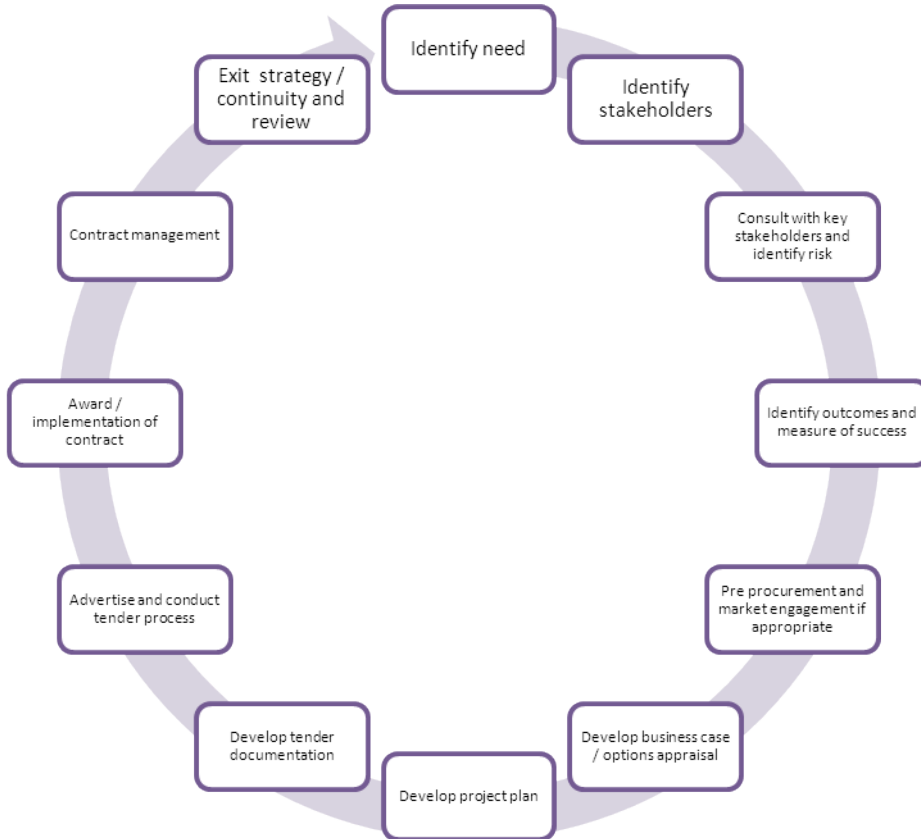 Identify need
Identify
stakeholders
Consult with key
stakeholders and
identify risk
Identify outcomes and
measure of success
Pre procurement and
market engagement if
appropriate
Develop business case
/ options appraisal
Develop project plan
Develop tender
documentation
Advertise and conduct
tender process
Award /
implementation of
contract
Contract management
Exit strategy /
continuity and
review